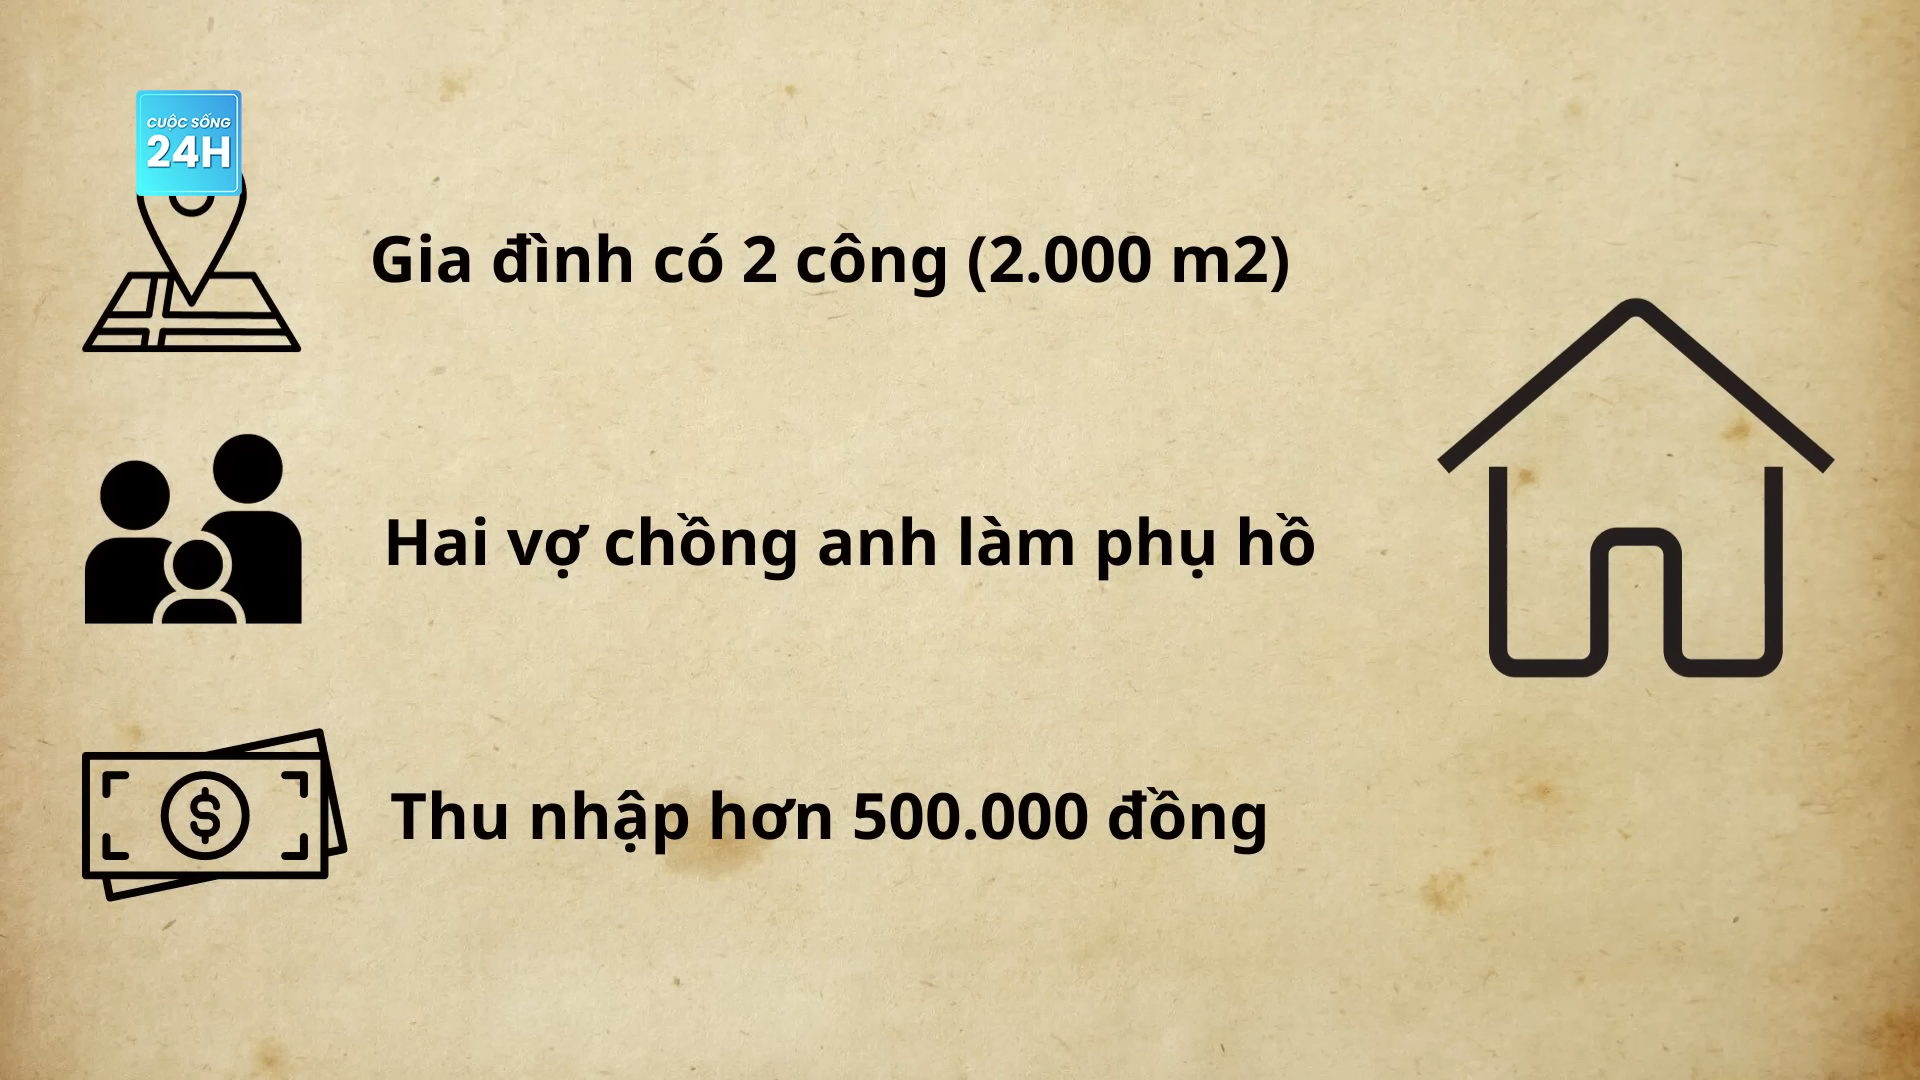 CUỘC SỐNG
24H
Gia đình có 2 công (2.000 m2)
Hai vợ chồng anh làm phụ hồ
Thu nhập hơn 500.000 đồng